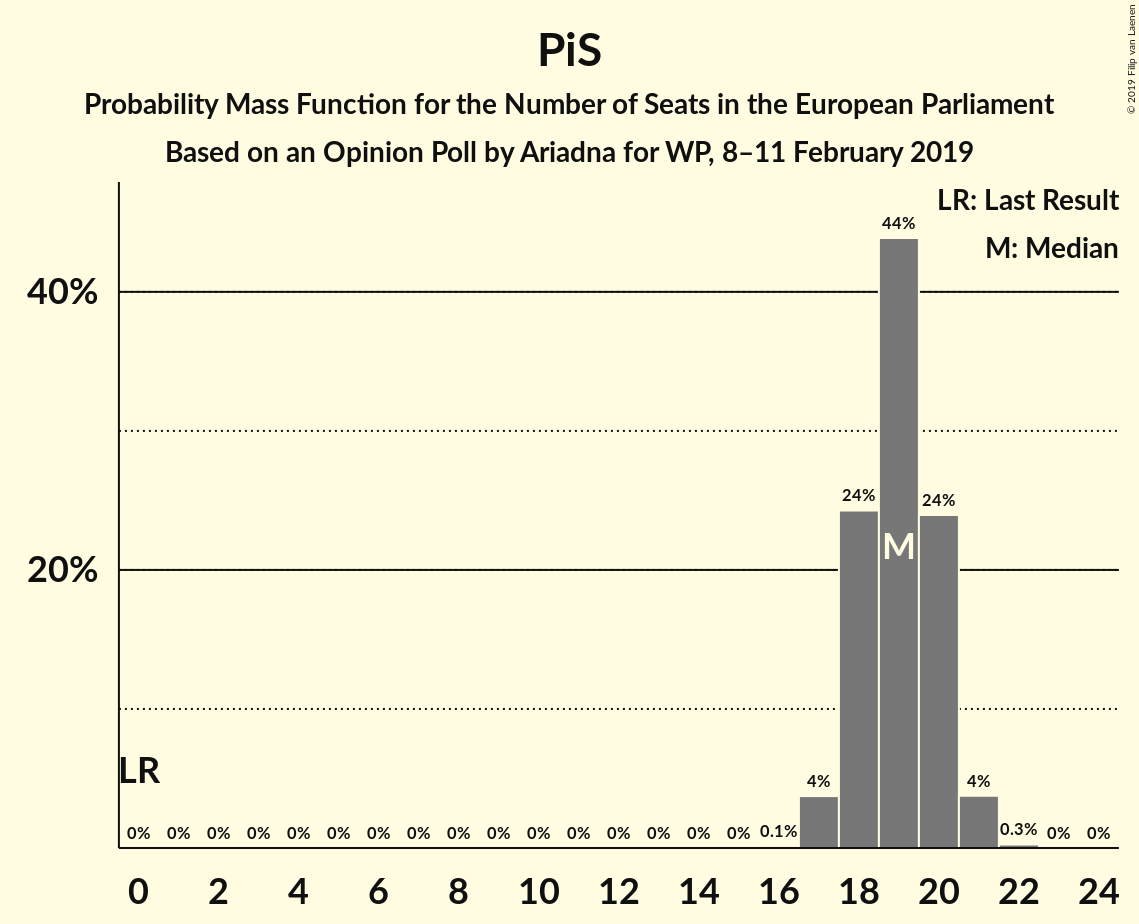 PiS
Probability Mass Function for the Number of Seats in the European Parliament
Based on an Opinion Poll by Ariadna for WP, 8–11 February 2019
© 2019 Filip van Laenen
LR: Last Result
M: Median
44%
40%
24% 24%
M
20%
LR
4% 4%
0% 0% 0% 0% 0% 0% 0% 0% 0% 0% 0% 0% 0% 0% 0% 0% 0.1% 0.3% 0% 0%
0 2 4 6 8 10 12 14 16 18 20 22 24